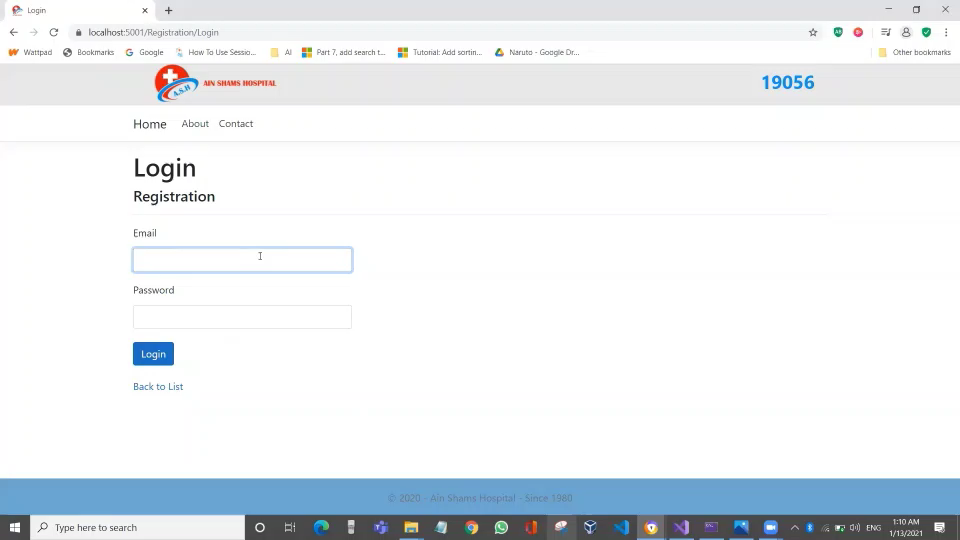 Login
localhost:5001/Registration/Login
Wattpad Bookmarks Google How To Use Sessio... AI Part 7, add search t... Tutorial: Add sortin... Naruto - Google Dr... Other bookmarks
A.S.H AIN SHAMS HOSPITAL 19056
Home About Contact
Login
Registration
Email
Password
Login
Back to List
© 2020 - Ain Shams Hospital - Since 1980
Type here to search
ENG 1:10 AM
1/13/2021